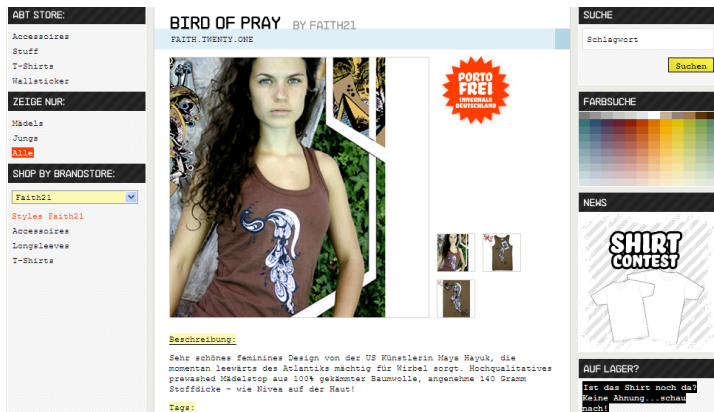 ABT STORE:
Accessoires
Stuff
T-Shirts
Wallsticker
ZEIGE NUR:
Mädels
Jungs
Alle
SHOP BY BRANDSTORE:
Faith21
Styles Faith21
Accessoires
Longsleeves
T-Shirts
BIRD OF PRAY BY FAITH21
FAITH.TWENTY.ONE
PORTO
FREI
INNERHALB
DEUTSCHLAND
Beschreibung:
Sehr schönes feminines Design von der US Künstlerin Maya Hayuk, die
momentan leewärts des Atlantiks mächtig für Wirbel sorgt. Hochqualitatives
prewashed Mädelstop aus 100% gekämmter Baumwolle, angenehme 140 Gramm
Stoffdicke - wie Nivea auf der Haut!
Tags:
SUCHE
Schlagwort
Suchen
FARBSUCHE
NEWS
SHIRT
CONTEST
AUF LAGER?
Ist das Shirt noch da?
Keine Ahnung...schau
nach!